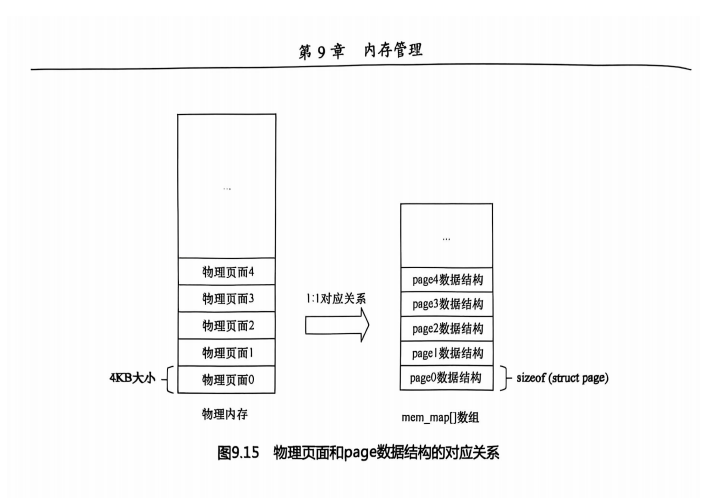 第 9 章 内存管理
...
物理页面4
物理页面3
物理页面2
物理页面1
4KB大小
物理页面0
物理内存
1:1对应关系
...
page4数据结构
page3数据结构
page2数据结构
page1数据结构
page0数据结构
sizeof (struct page)
mem_map[]数组
图9.15 物理页面和page数据结构的对应关系